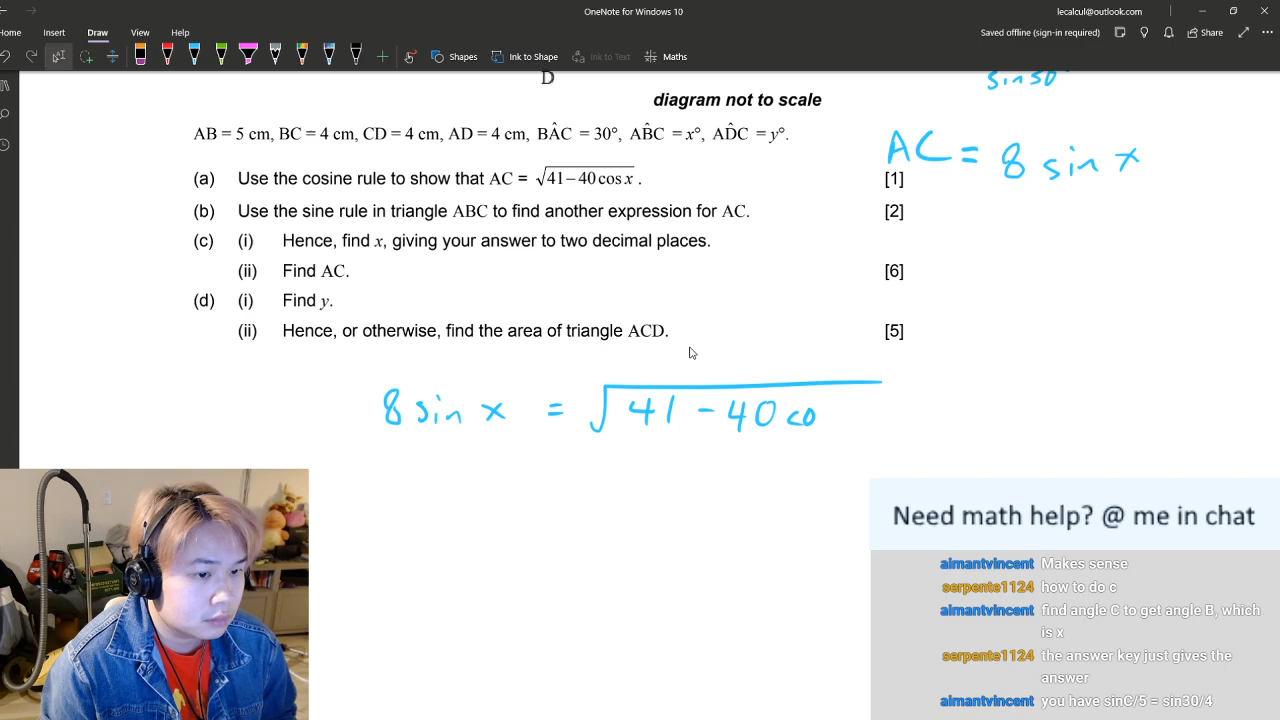 OneNote for Windows 10
lecalcul@outlook.com
Home Insert Draw View Help
Saved offline (sign-in required)
Share
Shapes
Ink to Shape
Ink to Text
Maths
D
sin30°
diagram not to scale
AB = 5 cm, BC = 4 cm, CD = 4 cm, AD = 4 cm, BÂC = 30°, AB̂C = x°, AD̂C = y°.
AC = 8 sin x
(a) Use the cosine rule to show that AC = √41−40cos x . [1]
(b) Use the sine rule in triangle ABC to find another expression for AC. [2]
(c) (i) Hence, find x, giving your answer to two decimal places.
(ii) Find AC. [6]
(d) (i) Find y.
(ii) Hence, or otherwise, find the area of triangle ACD. [5]
8 sin x = √41 - 40 co
Need math help? @ me in chat
aimantvincent Makes sense
serpente1124 how to do c
aimantvincent find angle C to get angle B, which
is x
serpente1124 the answer key just gives the
answer
aimantvincent you have sinC/5 = sin30/4